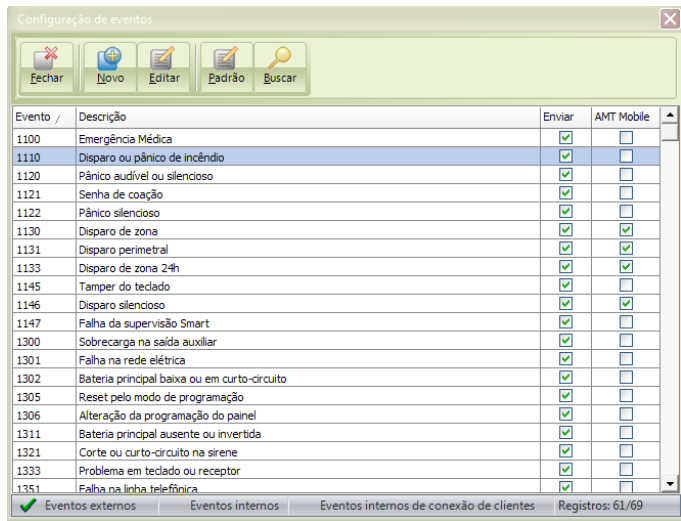 Configuração de eventos
Fechar Novo Editar Padrão Buscar
Evento Descrição Enviar AMT Mobile
1100 Emergência Médica
1110 Disparo ou pânico de incêndio
1120 Pânico audível ou silencioso
1121 Senha de coação
1122 Pânico silencioso
1130 Disparo de zona
1131 Disparo perimetral
1133 Disparo de zona 24h
1145 Tamper do teclado
1146 Disparo silencioso
1147 Falha da supervisão Smart
1300 Sobrecarga na saída auxiliar
1301 Falha na rede elétrica
1302 Bateria principal baixa ou em curto-circuito
1305 Reset pelo modo de programação
1306 Alteração da programação do painel
1311 Bateria principal ausente ou invertida
1321 Corte ou curto-circuito na sirene
1333 Problema em teclado ou receptor
1351 Falha na linha telefônica
Eventos externos Eventos internos Eventos internos de conexão de clientes Registros: 61/69